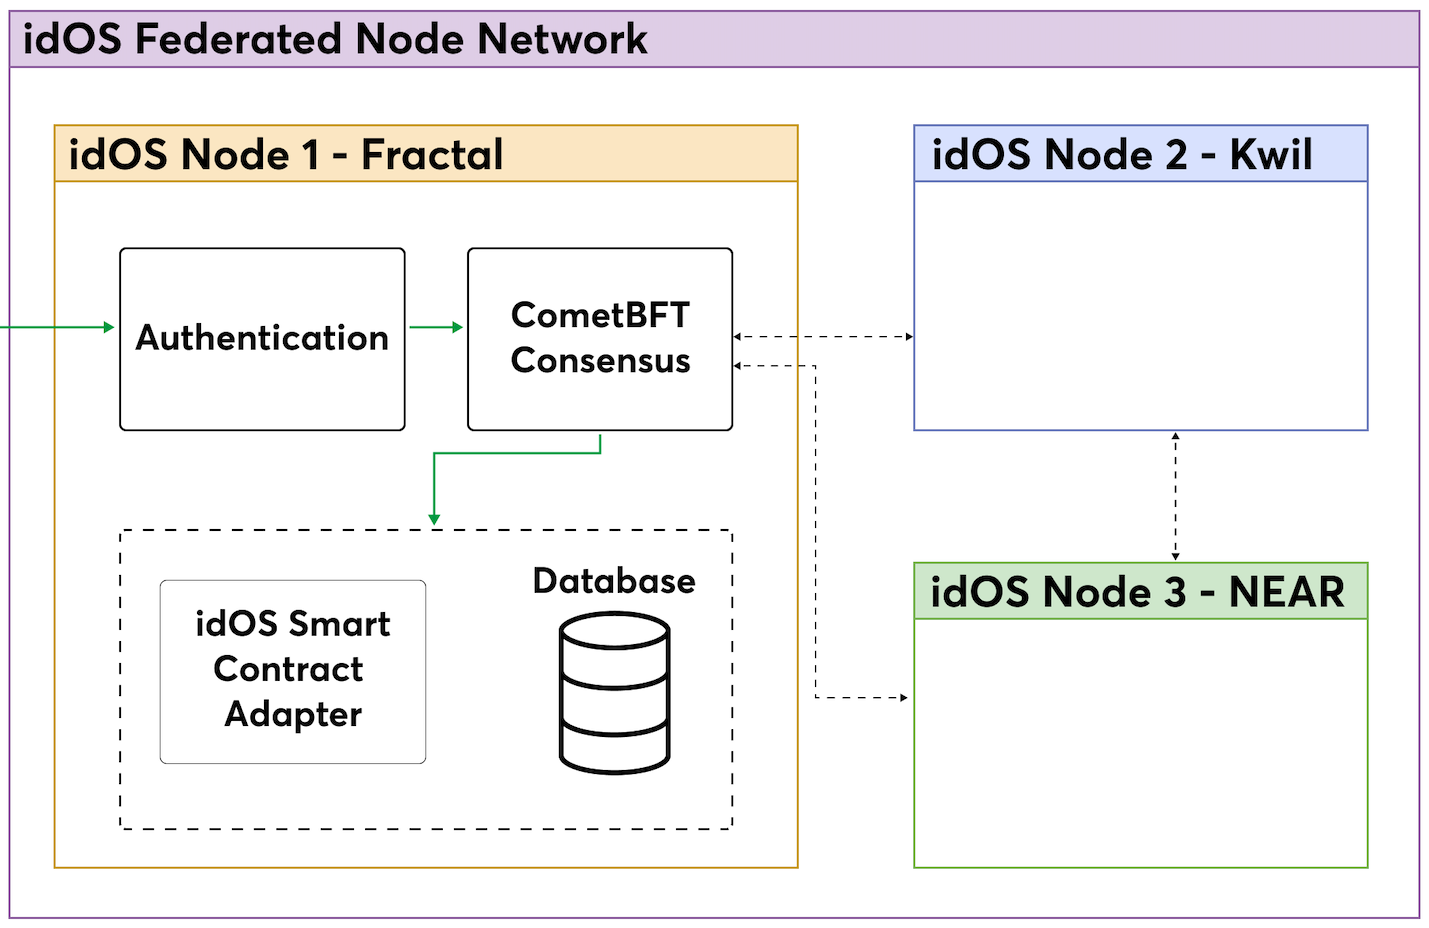 idOS Federated Node Network
idOS Node 1 - Fractal
Authentication
CometBFT
Consensus
idOS Smart
Contract
Adapter
Database
idOS Node 2 - Kwil
idOS Node 3 - NEAR